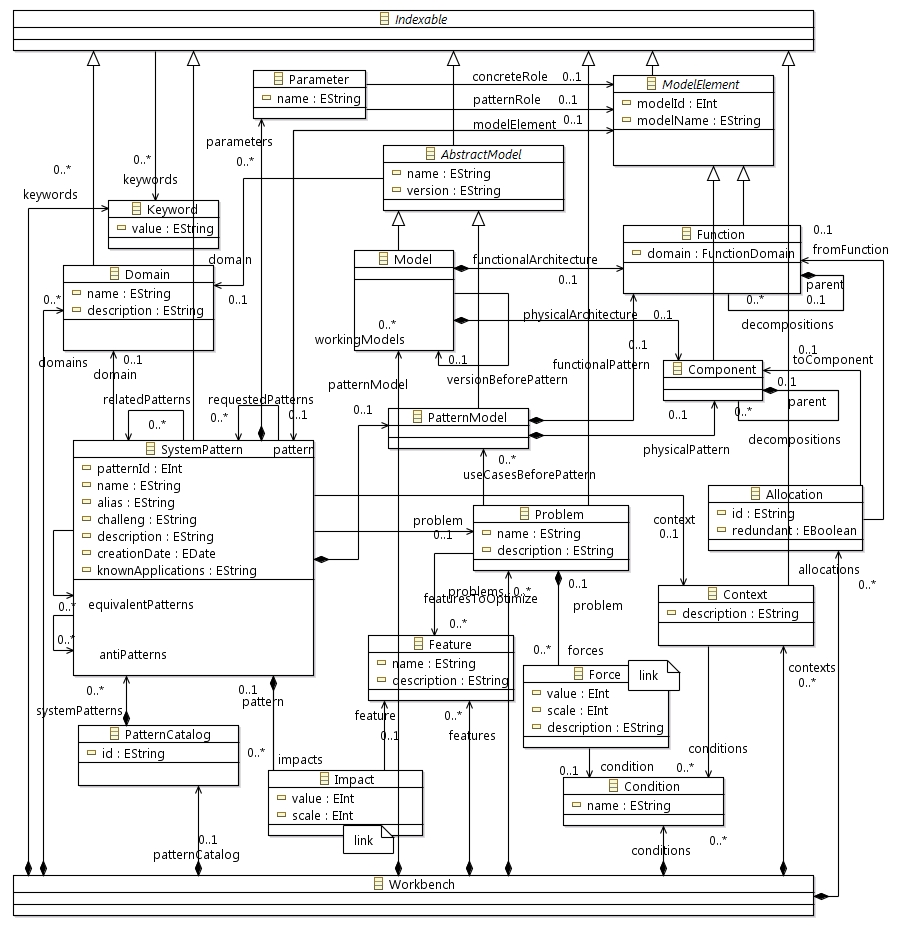 Indexable
Parameter
name : EString
concreteRole 0..1
patternRole 0..1
modelElement 0..1
ModelElement
modelId : EInt
modelName : EString
parameters
0..*
AbstractModel
name : EString
version : EString
0..*
keywords
0..*
keywords
Keyword
value : EString
domain
0..1
Domain
name : EString
description : EString
0..*
domains
0..1
domain
Model
functionalArchitecture
0..1
physicalArchitecture 0..1
0..*
workingModels
0..1
versionBeforePattern
Function
domain : FunctionDomain
0..1
fromFunction
parent
0..1
0..*
decompositions
0..1
functionalPattern
0..1
toComponent
Component
0..1
parent
0..*
decompositions
0..1
physicalPattern
patternModel
0..1
PatternModel
0..*
useCasesBeforePattern
relatedPatterns
0..*
requestedPatterns
0..*
0..1
pattern
SystemPattern
patternId : EInt
name : EString
alias : EString
challeng : EString
description : EString
creationDate : EDate
knownApplications : EString
0..*
equivalentPatterns
0..*
antiPatterns
problem
0..1
Problem
name : EString
description : EString
context
0..1
Allocation
id : EString
redundant : EBoolean
allocations
0..*
problems 0..*
featuresToOptimize
0..*
0..1
problem
Context
description : EString
Feature
name : EString
description : EString
0..* forces
Force
link
value : EInt
scale : EInt
description : EString
contexts
0..*
0..*
systemPatterns
0..1
pattern
PatternCatalog
id : EString
0..*
impacts
feature
0..1
0..*
features
Impact
value : EInt
scale : EInt
link
0..1 condition
conditions
0..*
Condition
name : EString
0..1
patternCatalog
0..*
conditions
Workbench